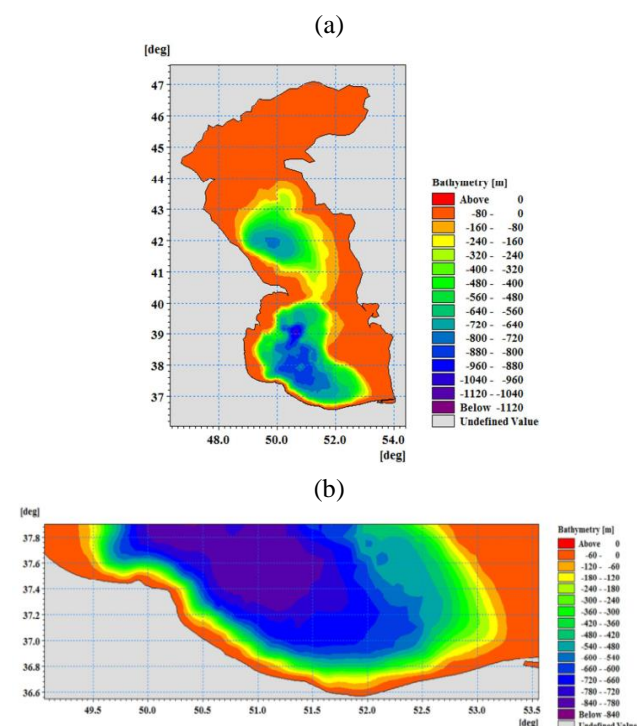 (a)
[deg]
47
46
45
44
43
42
41
40
39
38
37
48.0 50.0 52.0 54.0
[deg]
Bathymetry [m]
Above 0
-80 - 0
-160 - -80
-240 - -160
-320 - -240
-400 - -320
-480 - -400
-560 - -480
-640 - -560
-720 - -640
-800 - -720
-880 - -800
-960 - -880
-1040 - -960
-1120 - -1040
Below -1120
Undefined Value
(b)
[deg]
37.8
37.4
37.2
37.0
36.8
36.6
49.5 50.0 50.5 51.0 51.5 52.0 52.5 53.0 53.5
[deg]
Bathymetry [m]
Above 0
-60 - 0
-120 - -60
-180 - -120
-240 - -180
-300 - -240
-360 - -300
-420 - -360
-480 - -420
-540 - -480
-600 - -540
-660 - -600
-720 - -660
-780 - -720
-840 - -780
Below -840
Undefined Value